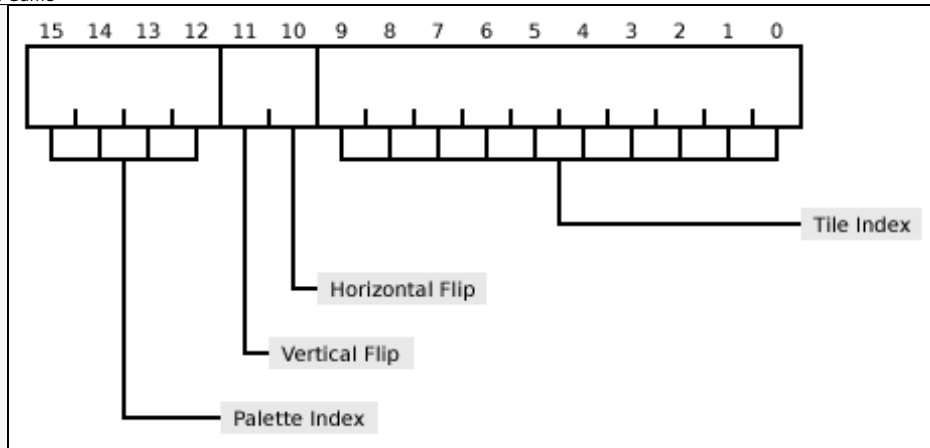 15 14 13 12 11 10 9 8 7 6 5 4 3 2 1 0
Tile Index
Horizontal Flip
Vertical Flip
Palette Index